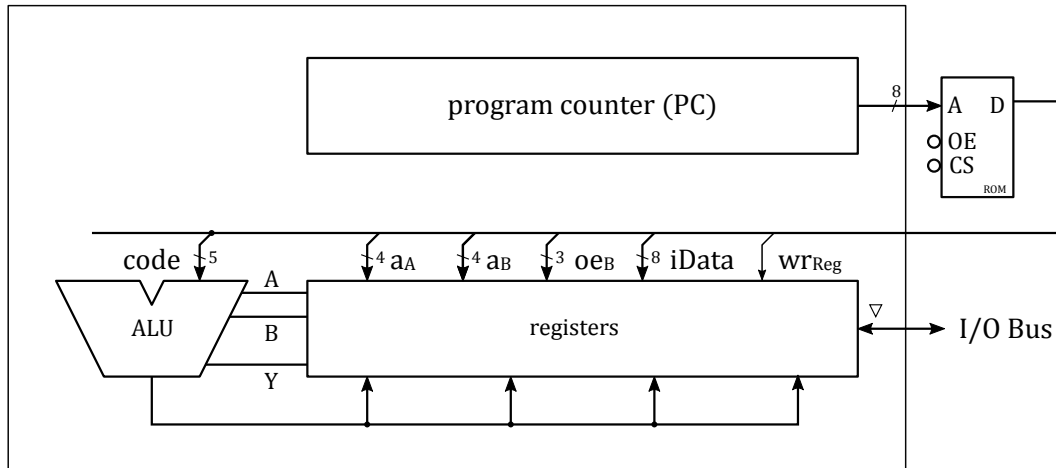 program counter (PC)
8
A D
OE
CS
ROM
code 5 4 aA 4 aB 3 oeB 8 iData wrReg
A
ALU
B
registers
▽
I/O Bus
Y